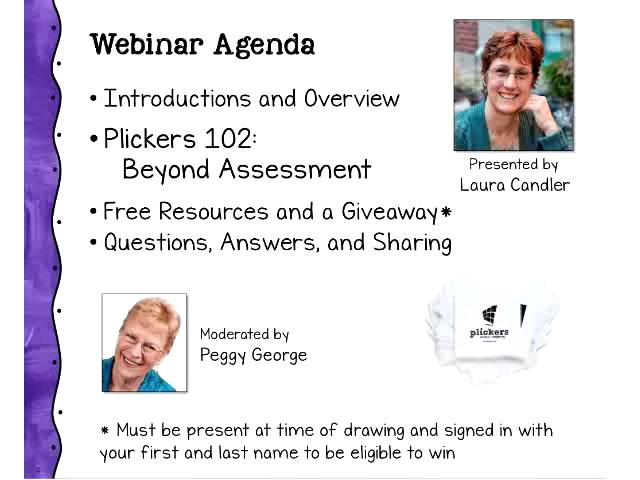 Webinar Agenda
• Introductions and Overview
• Plickers 102:
Beyond Assessment
Presented by
Laura Candler
• Free Resources and a Giveaway*
• Questions, Answers, and Sharing
Moderated by
Peggy George
plickers
* Must be present at time of drawing and signed in with
your first and last name to be eligible to win